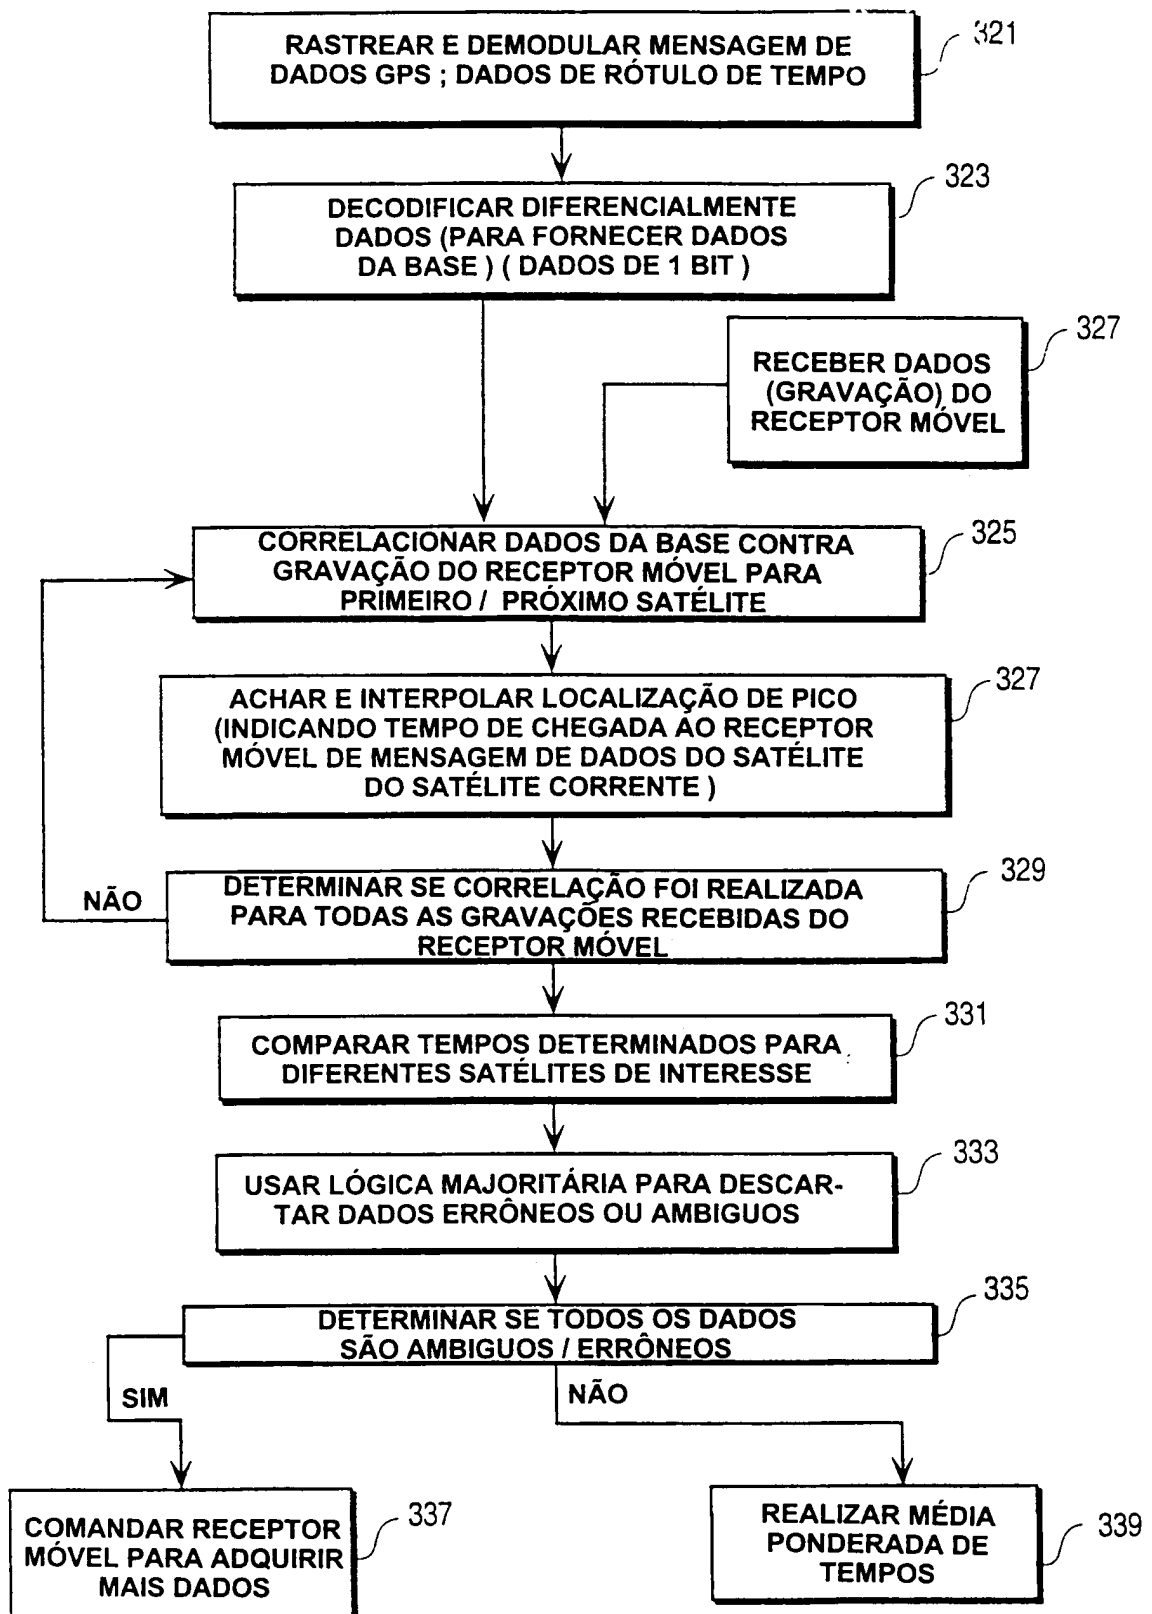 RASTREAR E DEMODULAR MENSAGEM DE
DADOS GPS ; DADOS DE RÓTULO DE TEMPO
321
DECODIFICAR DIFERENCIALMENTE
DADOS (PARA FORNECER DADOS
DA BASE ) ( DADOS DE 1 BIT )
323
RECEBER DADOS
(GRAVAÇÃO) DO
RECEPTOR MÓVEL
327
CORRELACIONAR DADOS DA BASE CONTRA
GRAVAÇÃO DO RECEPTOR MÓVEL PARA
PRIMEIRO / PRÓXIMO SATÉLITE
325
ACHAR E INTERPOLAR LOCALIZAÇÃO DE PICO
(INDICANDO TEMPO DE CHEGADA AO RECEPTOR
MÓVEL DE MENSAGEM DE DADOS DO SATÉLITE
DO SATÉLITE CORRENTE )
327
NÃO
DETERMINAR SE CORRELAÇÃO FOI REALIZADA
PARA TODAS AS GRAVAÇÕES RECEBIDAS DO
RECEPTOR MÓVEL
329
COMPARAR TEMPOS DETERMINADOS PARA
DIFERENTES SATÉLITES DE INTERESSE
331
USAR LÓGICA MAJORITÁRIA PARA DESCAR-
TAR DADOS ERRÔNEOS OU AMBIGUOS
333
DETERMINAR SE TODOS OS DADOS
SÃO AMBIGUOS / ERRÔNEOS
335
SIM
NÃO
COMANDAR RECEPTOR
MÓVEL PARA ADQUIRIR
MAIS DADOS
337
REALIZAR MÉDIA
PONDERADA DE
TEMPOS
339